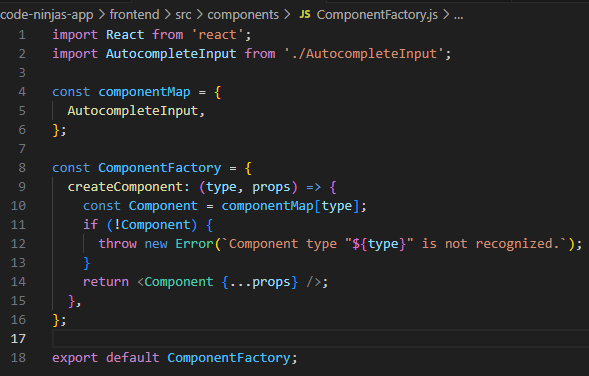 code-ninjas-app > frontend > src > components > JS ComponentFactory.js > ...
1 import React from 'react';
2 import AutocompleteInput from './AutocompleteInput';
3
4 const componentMap = {
5   AutocompleteInput,
6 };
7
8 const ComponentFactory = {
9   createComponent: (type, props) => {
10     const Component = componentMap[type];
11     if (!Component) {
12       throw new Error(`Component type "${type}" is not recognized.`);
13     }
14     return <Component {...props} />;
15   },
16 };
17
18 export default ComponentFactory;